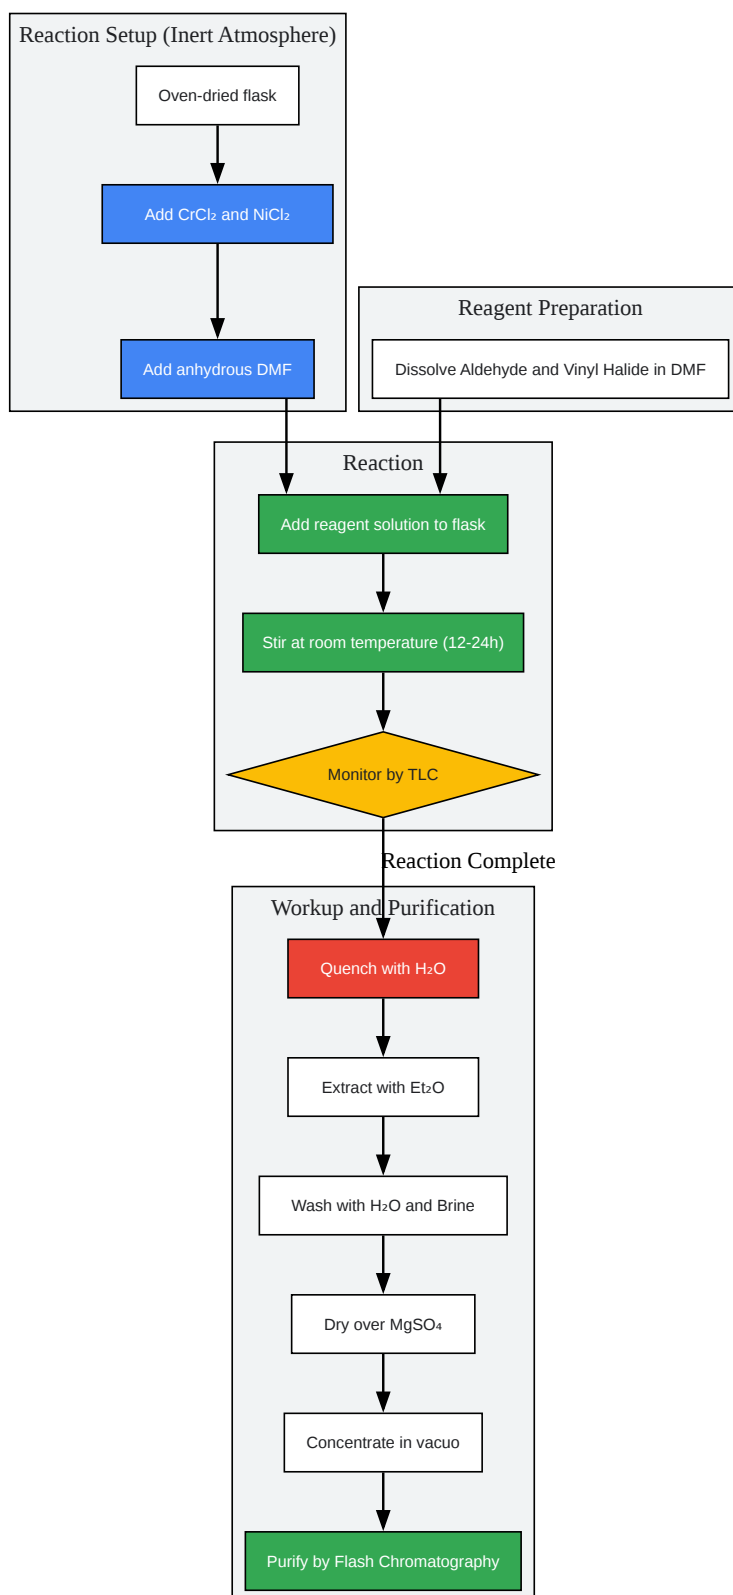 Reaction Setup (Inert Atmosphere)
Oven-dried flask
Add CrCl₂ and NiCl₂
Add anhydrous DMF
Reagent Preparation
Dissolve Aldehyde and Vinyl Halide in DMF
Reaction
Add reagent solution to flask
Stir at room temperature (12-24h)
Monitor by TLC
Reaction Complete
Workup and Purification
Quench with H₂O
Extract with Et₂O
Wash with H₂O and Brine
Dry over MgSO₄
Concentrate in vacuo
Purify by Flash Chromatography